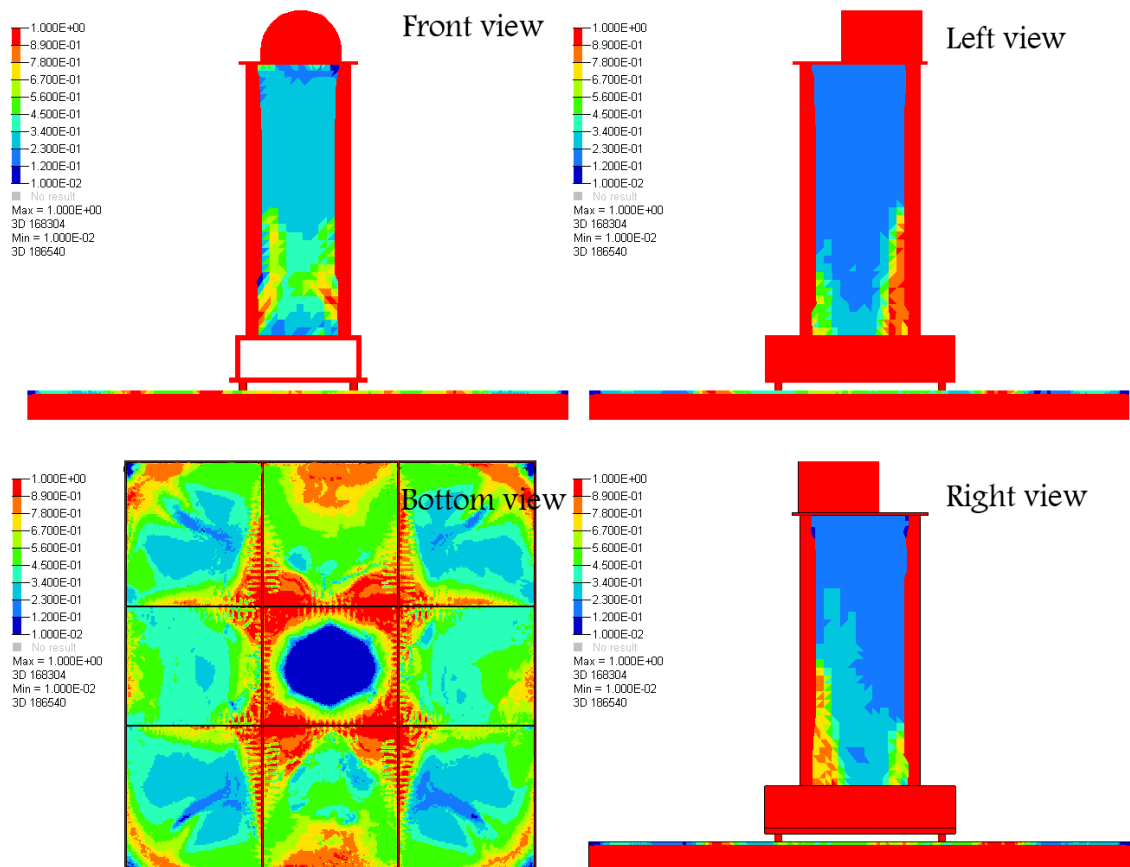 Front view
1.000E+00
8.900E-01
7.800E-01
6.700E-01
5.600E-01
4.500E-01
3.400E-01
2.300E-01
1.200E-01
1.000E-02
No result
Max = 1.000E+00
3D 168304
Min = 1.000E-02
3D 186540
Left view
1.000E+00
8.900E-01
7.800E-01
6.700E-01
5.600E-01
4.500E-01
3.400E-01
2.300E-01
1.200E-01
1.000E-02
No result
Max = 1.000E+00
3D 168304
Min = 1.000E-02
3D 186540
Bottom view
1.000E+00
8.900E-01
7.800E-01
6.700E-01
5.600E-01
4.500E-01
3.400E-01
2.300E-01
1.200E-01
1.000E-02
No result
Max = 1.000E+00
3D 168304
Min = 1.000E-02
3D 186540
Right view
1.000E+00
8.900E-01
7.800E-01
6.700E-01
5.600E-01
4.500E-01
3.400E-01
2.300E-01
1.200E-01
1.000E-02
No result
Max = 1.000E+00
3D 168304
Min = 1.000E-02
3D 186540